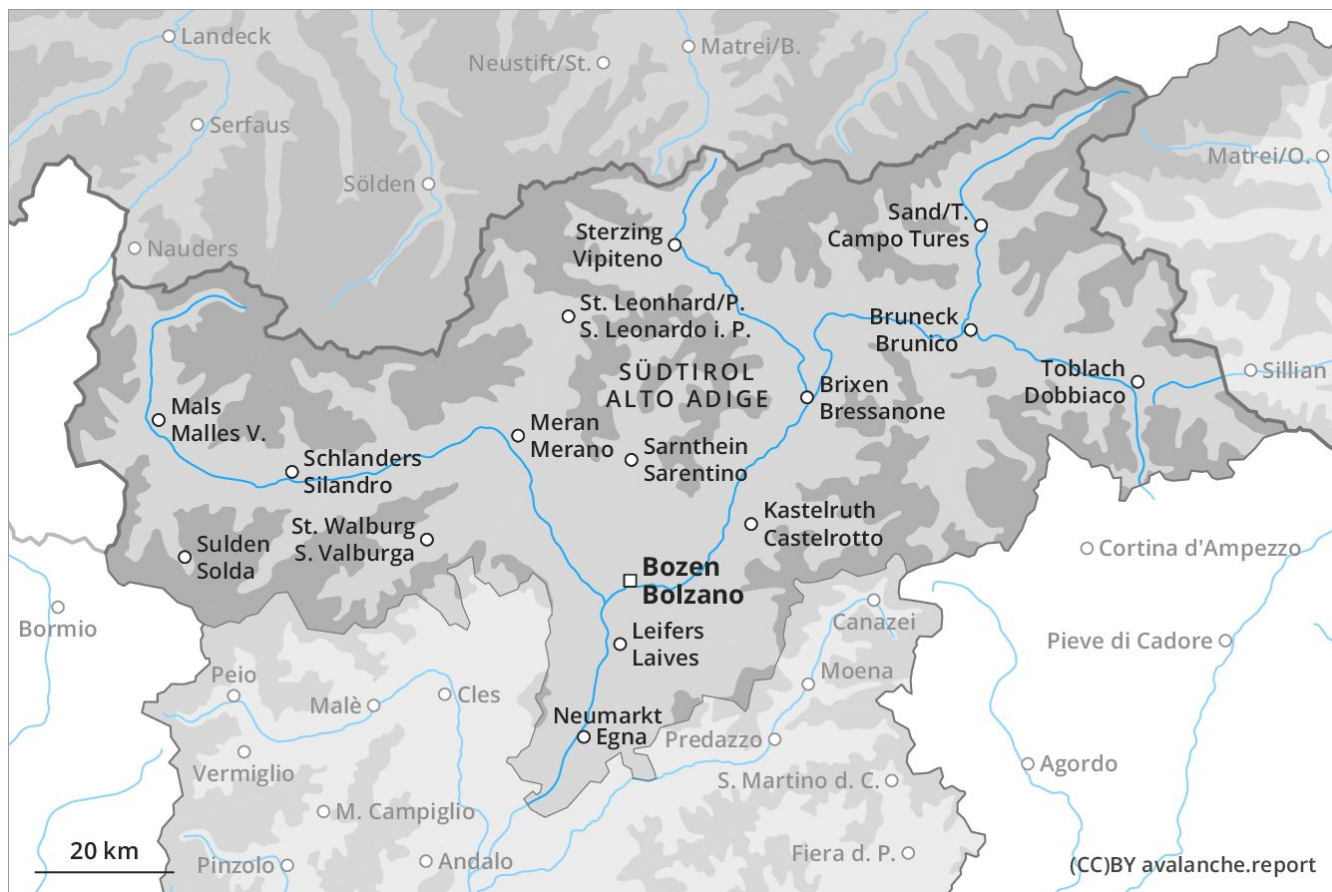 Landeck
Matrei/B.
Neustift/St.
Serfaus
Matrei/O.
Sölden
Sand/T.
Campo Tures
Sterzing
Vipiteno
Nauders
St. Leonhard/P.
S. Leonardo i. P.
Bruneck
Brunico
SÜDTIROL
ALTO ADIGE
Toblach
Dobbiaco
Sillian
Brixen
Bressanone
Mals
Malles V.
Meran
Merano
Sarnthein
Sarentino
Schlanders
Silandro
Kastelruth
Castelrotto
St. Walburg
S. Valburga
Sulden
Solda
Cortina d'Ampezzo
Bozen
Bolzano
Bormio
Canazei
Leifers
Laives
Pieve di Cadore
Peio
Moena
Malè
Cles
Neumarkt
Egna
Predazzo
Vermiglio
Agordo
S. Martino d. C.
M. Campiglio
20 km
Pinzolo
Andalo
Fiera d. P.
(CC)BY avalanche.report